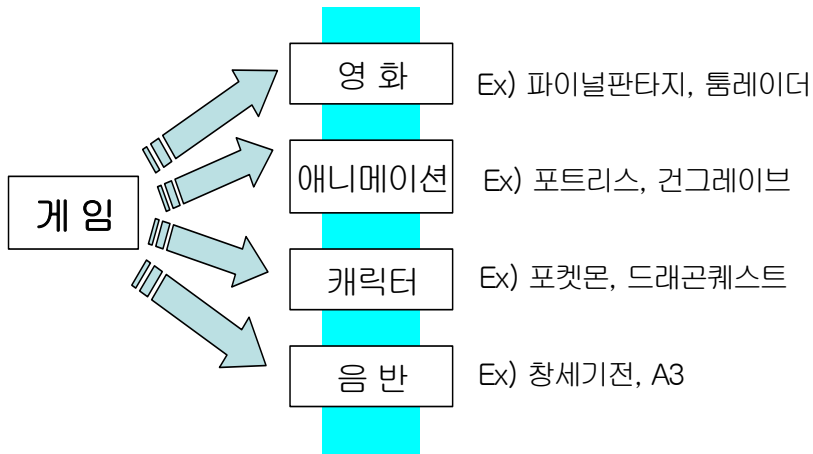 영 화
Ex) 파이널판타지, 툼레이더
애니메이션
Ex) 포트리스, 건그레이브
게 임
캐릭터
Ex) 포켓몬, 드래곤퀘스트
음 반
Ex) 창세기전, A3